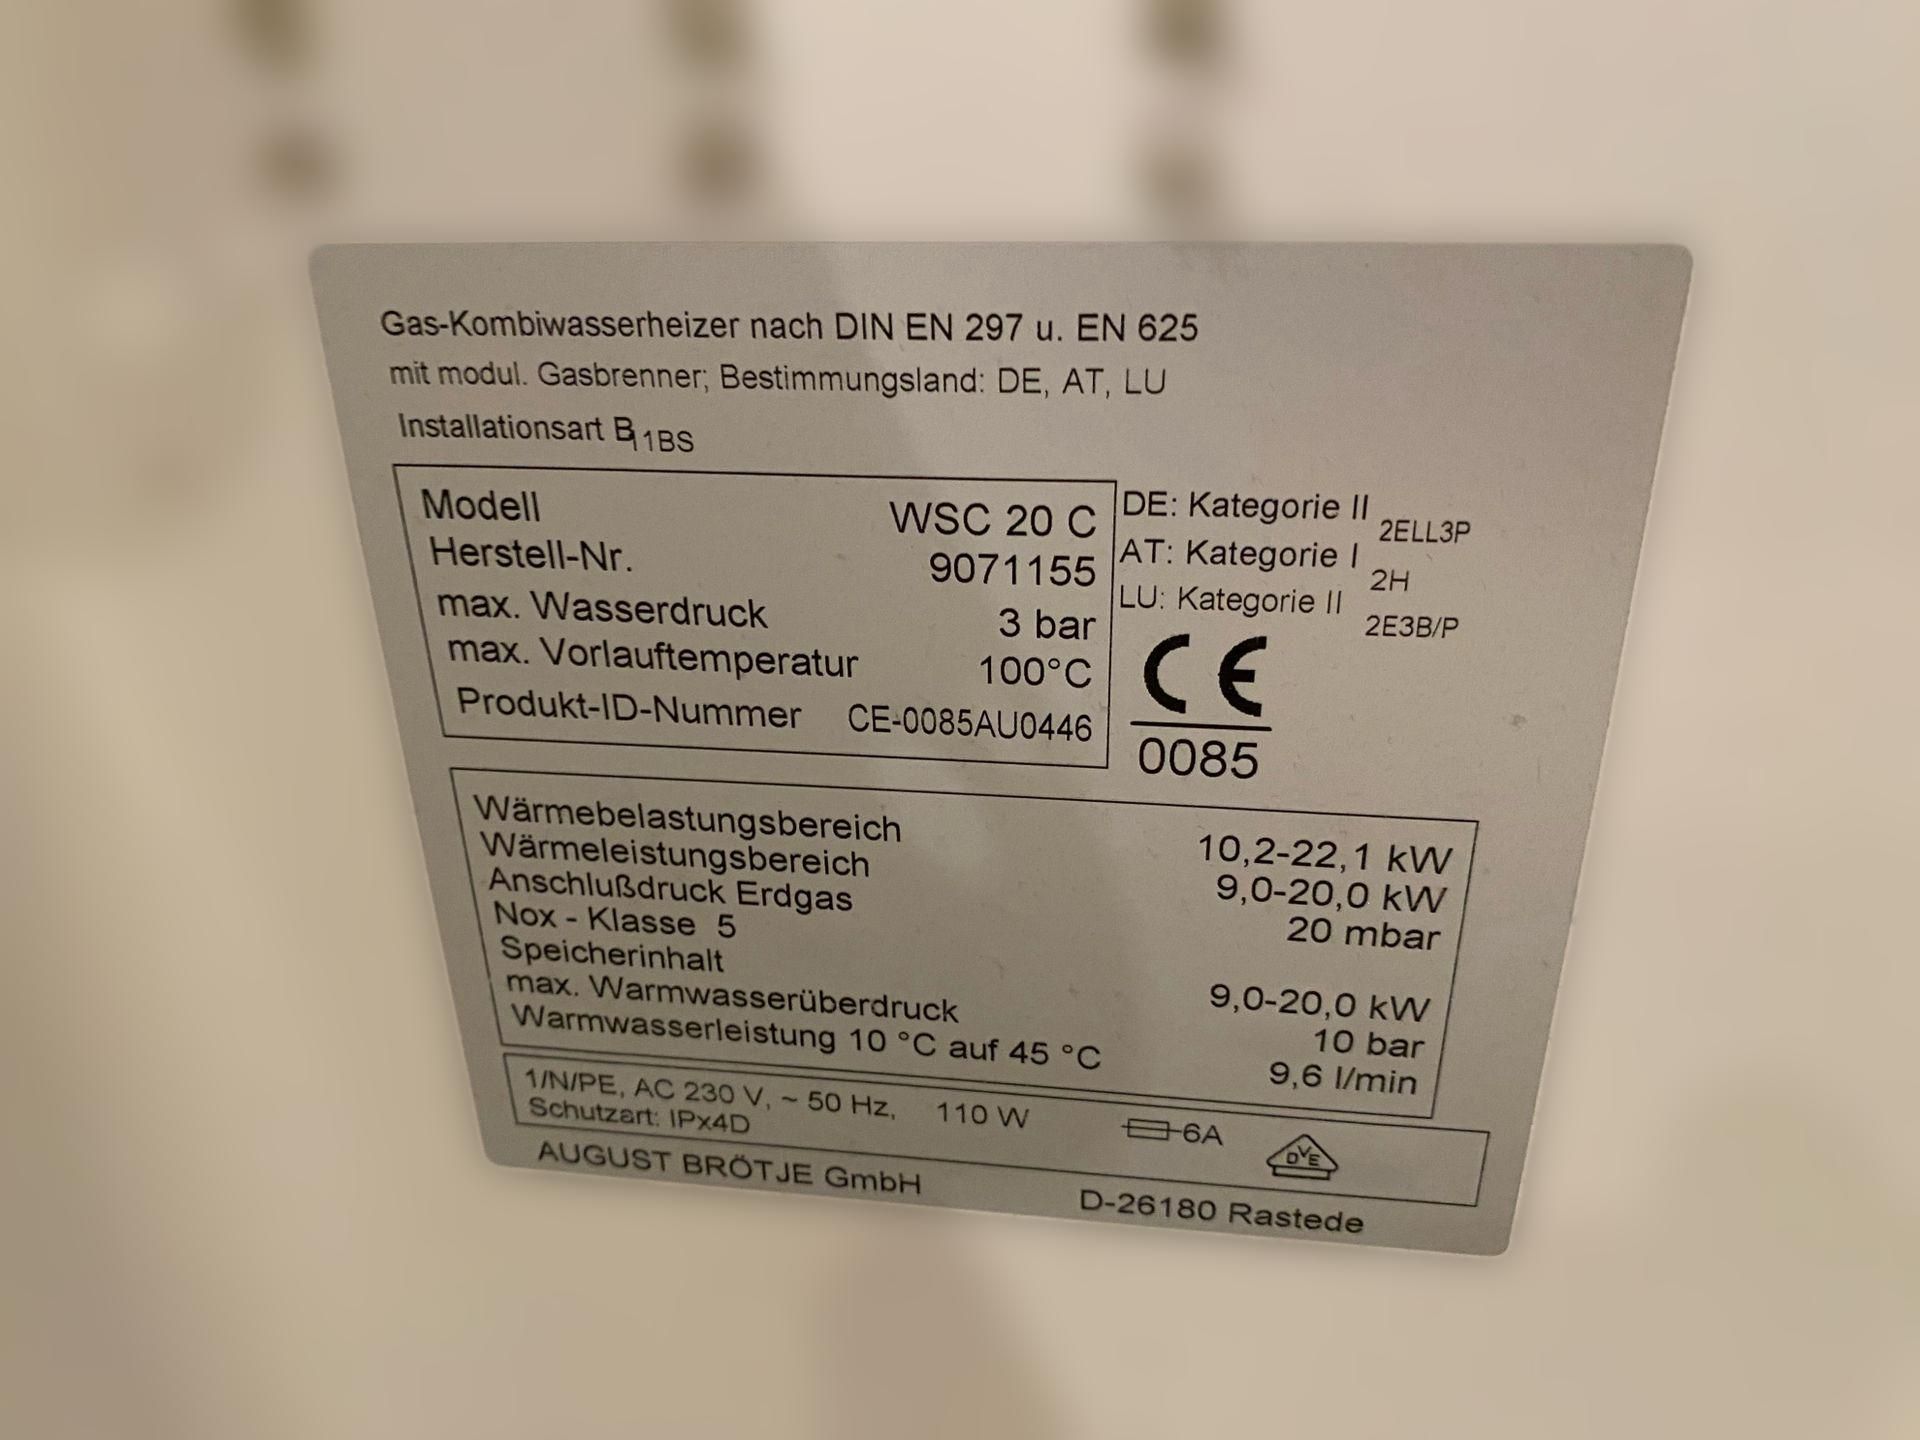 Gas-Kombiwasserheizer nach DIN EN 297 u. EN 625
mit modul. Gasbrenner; Bestimmungsland: DE, AT, LU
Installationsart B11BS
Modell WSC 20 C
Herstell-Nr. 9071155
max. Wasserdruck 3 bar
max. Vorlauftemperatur 100°C
Produkt-ID-Nummer CE-0085AU0446
DE: Kategorie II 2ELL3P
AT: Kategorie I 2H
LU: Kategorie II 2E3B/P
CE
0085
Wärmebelastungsbereich 10,2-22,1 kW
Wärmeleistungsbereich 9,0-20,0 kW
Anschlußdruck Erdgas 20 mbar
Nox - Klasse 5
Speicherinhalt 9,0-20,0 kW
max. Warmwasserüberdruck 10 bar
Warmwasserleistung 10 °C auf 45 °C 9,6 l/min
1/N/PE, AC 230 V, ~ 50 Hz, 110 W 6A DVE
Schutzart: IPx4D
AUGUST BRÖTJE GmbH D-26180 Rastede